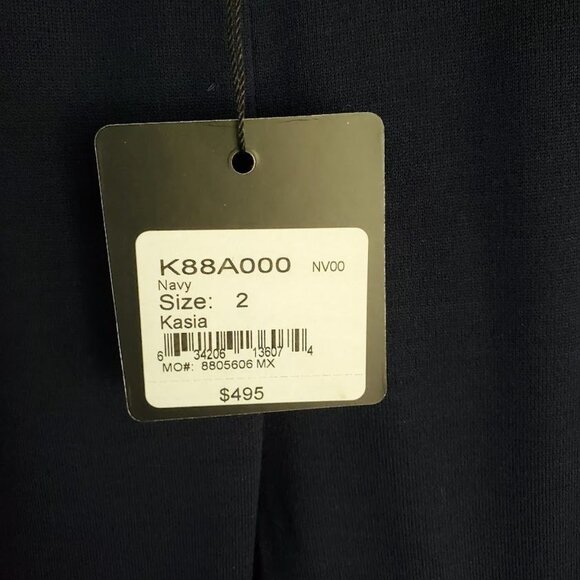 K88A000 NV00
Navy
Size: 2
Kasia
6 34206 13607 4
MO#: 8805606 MX
$495